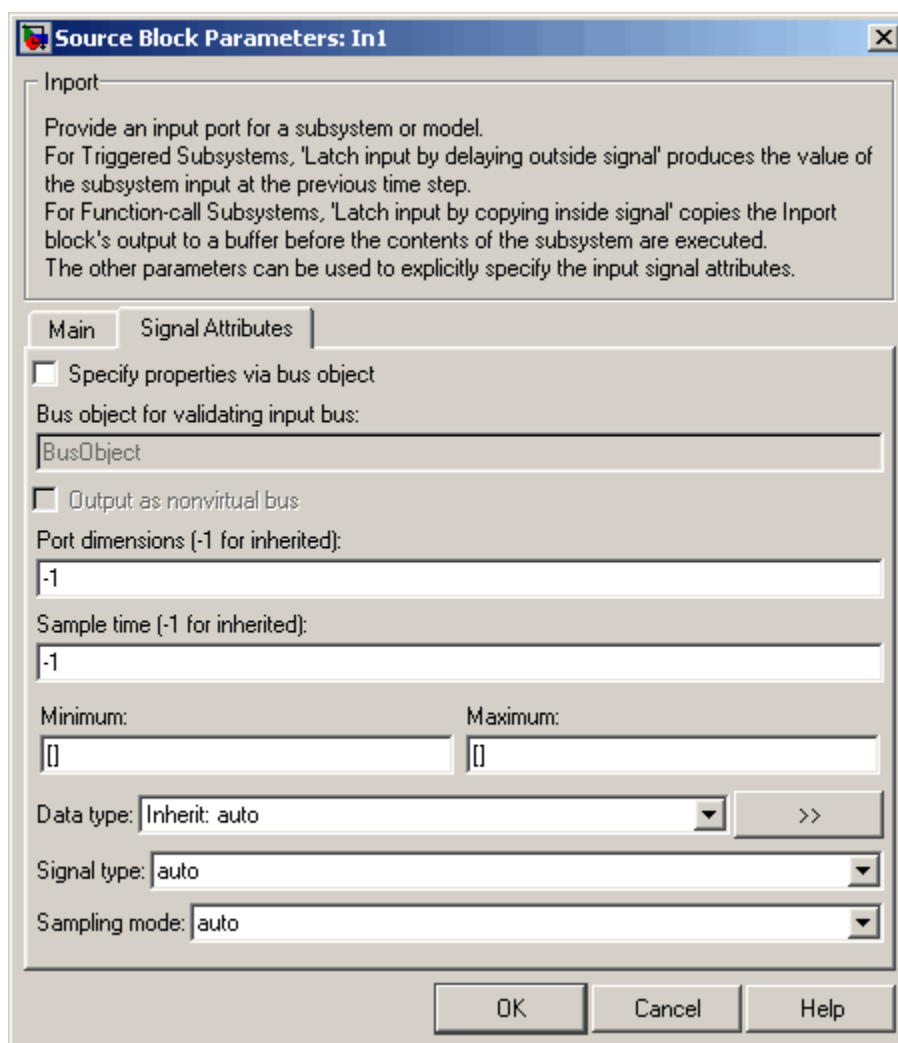 Source Block Parameters: In1
Inport
Provide an input port for a subsystem or model.
For Triggered Subsystems, 'Latch input by delaying outside signal' produces the value of
the subsystem input at the previous time step.
For Function-call Subsystems, 'Latch input by copying inside signal' copies the Inport
block's output to a buffer before the contents of the subsystem are executed.
The other parameters can be used to explicitly specify the input signal attributes.
Main Signal Attributes
Specify properties via bus object
Bus object for validating input bus:
BusObject
Output as nonvirtual bus
Port dimensions (-1 for inherited):
-1
Sample time (-1 for inherited):
-1
Minimum: Maximum:
[] []
Data type: Inherit: auto >>
Signal type: auto
Sampling mode: auto
OK Cancel Help